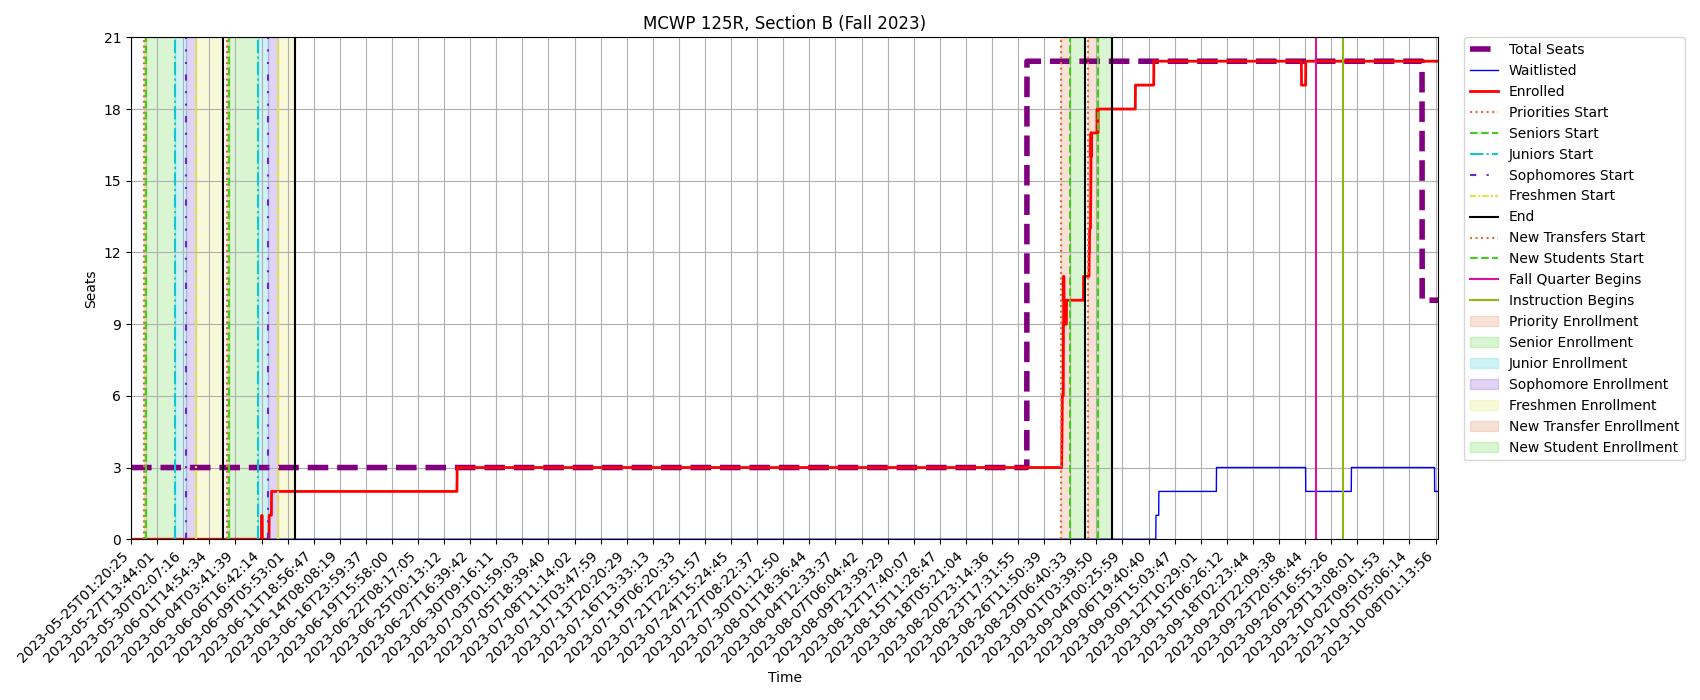 MCWP 125R, Section B (Fall 2023)
Seats
21
18
15
12
9
6
3
0
2023-05-25T01:20:25
2023-05-27T13:44:01
2023-05-30T02:07:16
2023-06-01T14:54:34
2023-06-04T03:41:39
2023-06-06T16:42:14
2023-06-09T05:53:01
2023-06-11T18:56:47
2023-06-14T08:08:19
2023-06-16T23:59:37
2023-06-19T15:58:00
2023-06-22T08:17:05
2023-06-25T00:13:12
2023-06-27T16:39:42
2023-06-30T09:16:11
2023-07-03T01:59:03
2023-07-05T18:39:40
2023-07-08T11:14:02
2023-07-11T03:47:59
2023-07-13T20:20:29
2023-07-16T13:33:13
2023-07-19T06:20:33
2023-07-21T22:51:57
2023-07-24T15:24:45
2023-07-27T08:22:37
2023-07-30T01:12:50
2023-08-01T18:36:44
2023-08-04T12:33:37
2023-08-07T06:04:42
2023-08-09T23:39:29
2023-08-12T17:40:07
2023-08-15T11:28:47
2023-08-18T05:21:04
2023-08-20T23:14:36
2023-08-23T17:31:55
2023-08-26T11:50:39
2023-08-29T06:40:33
2023-09-01T03:39:50
2023-09-04T00:25:59
2023-09-06T19:40:40
2023-09-09T15:03:47
2023-09-12T10:29:01
2023-09-15T06:26:12
2023-09-18T02:23:44
2023-09-20T22:09:38
2023-09-23T20:58:44
2023-09-26T16:55:26
2023-09-29T13:08:01
2023-10-02T09:01:53
2023-10-05T05:06:14
2023-10-08T01:13:56
Time
Total Seats
Waitlisted
Enrolled
Priorities Start
Seniors Start
Juniors Start
Sophomores Start
Freshmen Start
End
New Transfers Start
New Students Start
Fall Quarter Begins
Instruction Begins
Priority Enrollment
Senior Enrollment
Junior Enrollment
Sophomore Enrollment
Freshmen Enrollment
New Transfer Enrollment
New Student Enrollment